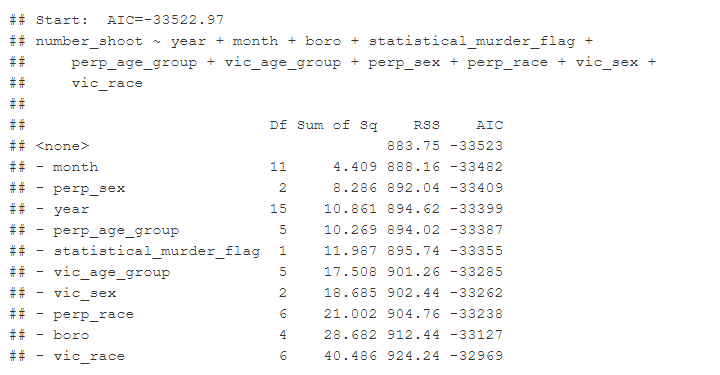 ## Start:  AIC=-33522.97
## number_shoot ~ year + month + boro + statistical_murder_flag +
##     perp_age_group + vic_age_group + perp_sex + perp_race + vic_sex +
##     vic_race
##
##                           Df Sum of Sq    RSS    AIC
## <none>                                 883.75 -33523
## - month                   11     4.409 888.16 -33482
## - perp_sex                 2     8.286 892.04 -33409
## - year                    15    10.861 894.62 -33399
## - perp_age_group           5    10.269 894.02 -33387
## - statistical_murder_flag  1    11.987 895.74 -33355
## - vic_age_group            5    17.508 901.26 -33285
## - vic_sex                  2    18.685 902.44 -33262
## - perp_race                6    21.002 904.76 -33238
## - boro                     4    28.682 912.44 -33127
## - vic_race                 6    40.486 924.24 -32969